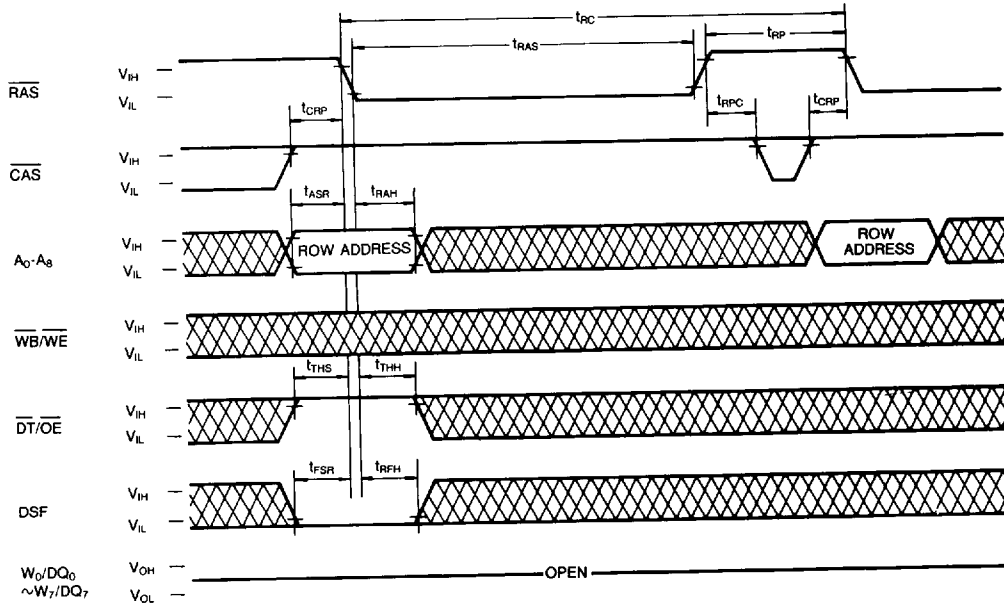 tRC
tRAS
tRP
RAS
VIH
VIL
tCRP
tRPC
tCRP
CAS
VIH
VIL
tASR
tRAH
A0-A8
VIH
VIL
ROW ADDRESS
ROW
ADDRESS
WB/WE
VIH
VIL
tTHS
tTHH
DT/OE
VIH
VIL
tFSR
tRFH
DSF
VIH
VIL
W0/DQ0
~W7/DQ7
VOH
VOL
OPEN